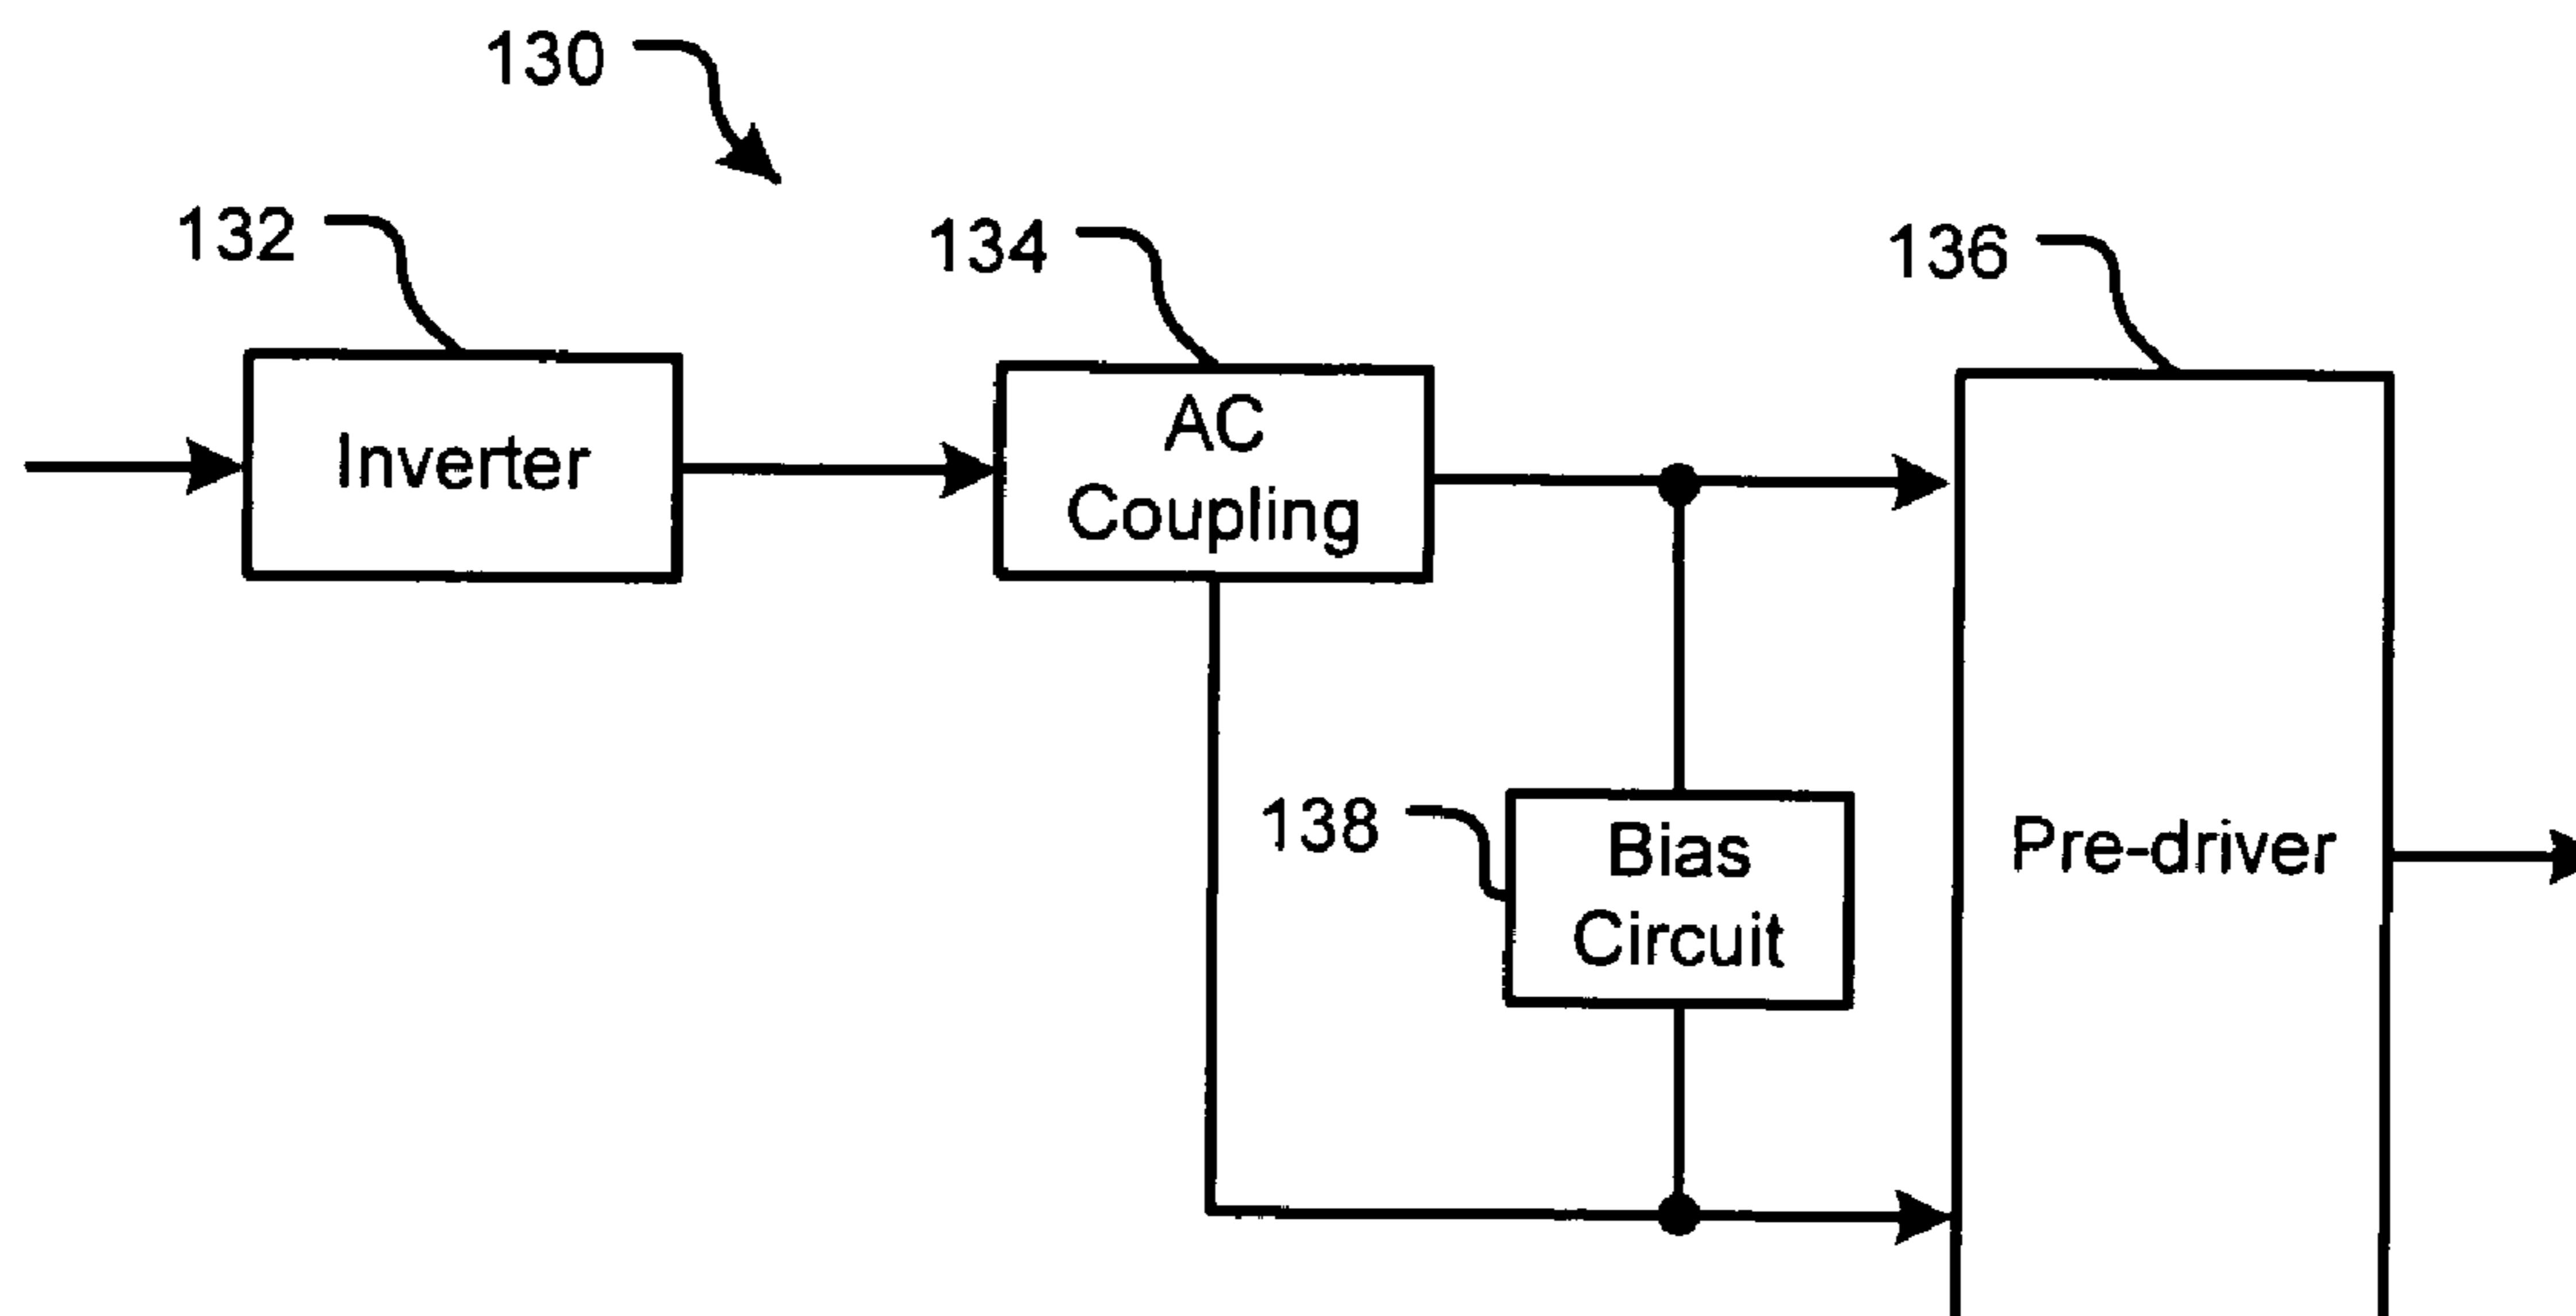 130
132
134
136
Inverter
AC
Coupling
138
Bias
Circuit
Pre-driver